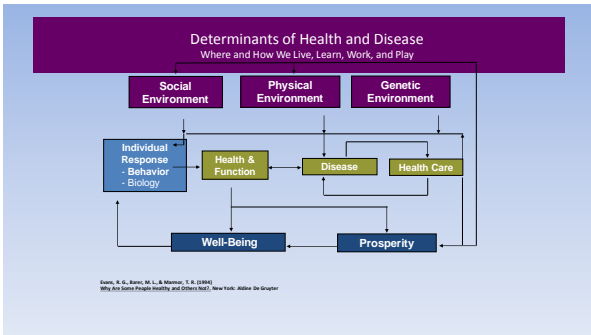 Determinants of Health and Disease
Where and How We Live, Learn, Work, and Play
Social
Environment
Physical
Environment
Genetic
Environment
Individual
Response
- Behavior
- Biology
Health &
Function
Disease
Health Care
Well-Being
Prosperity
Evans, R. G., Barer, M. L., & Marmor, T. R. (1994)
Why Are Some People Healthy and Others Not?, New York: Aldine De Gruyter